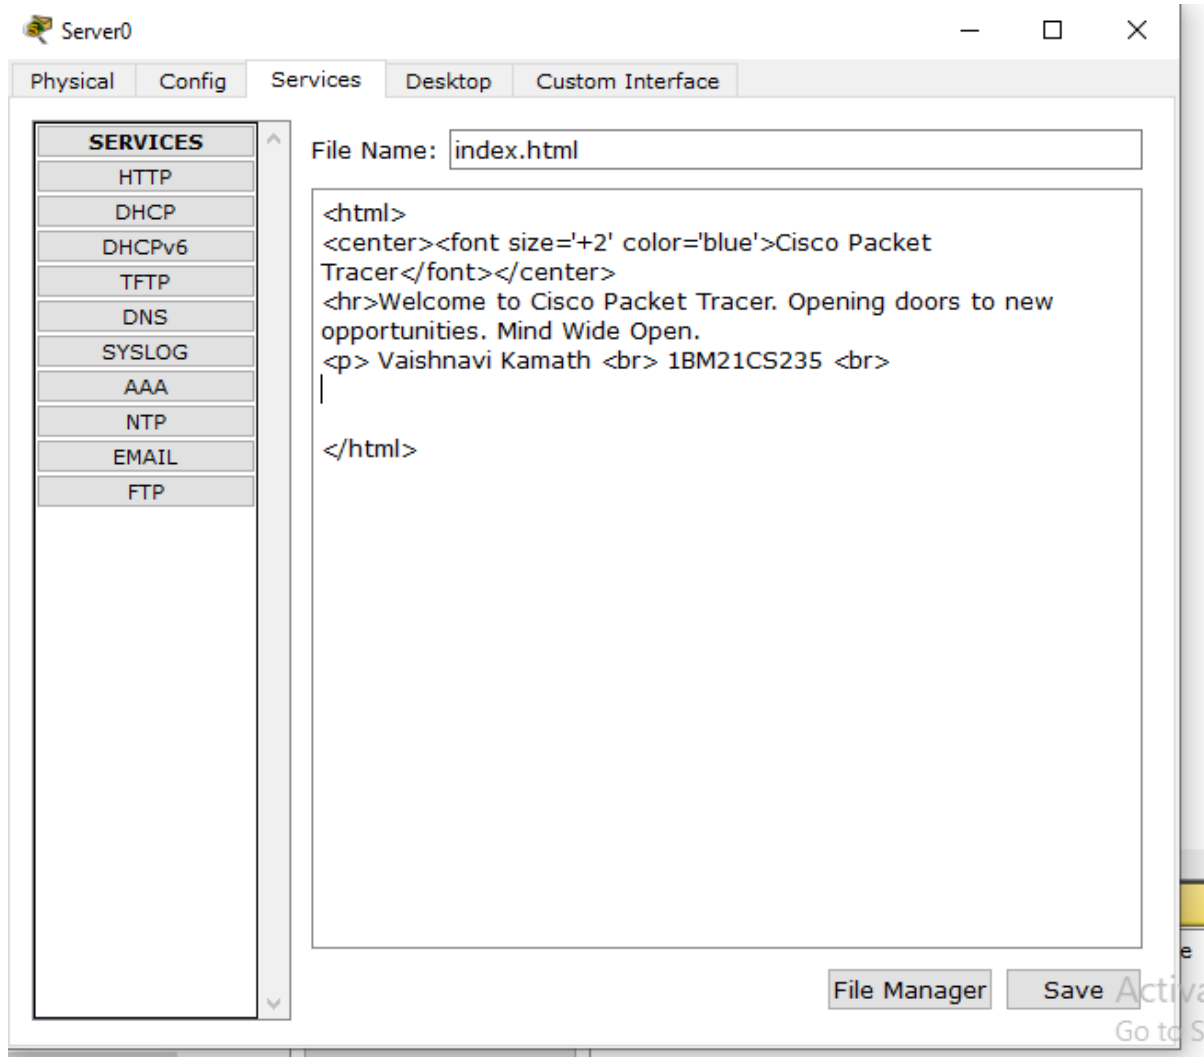 Server0
Physical Config Services Desktop Custom Interface
SERVICES
HTTP
DHCP
DHCPv6
TFTP
DNS
SYSLOG
AAA
NTP
EMAIL
FTP
File Name: index.html
<html>
<center><font size='+2' color='blue'>Cisco Packet
Tracer</font></center>
<hr>Welcome to Cisco Packet Tracer. Opening doors to new
opportunities. Mind Wide Open.
<p> Vaishnavi Kamath <br> 1BM21CS235 <br>
</html>
File Manager Save
e
Activa
Go to S